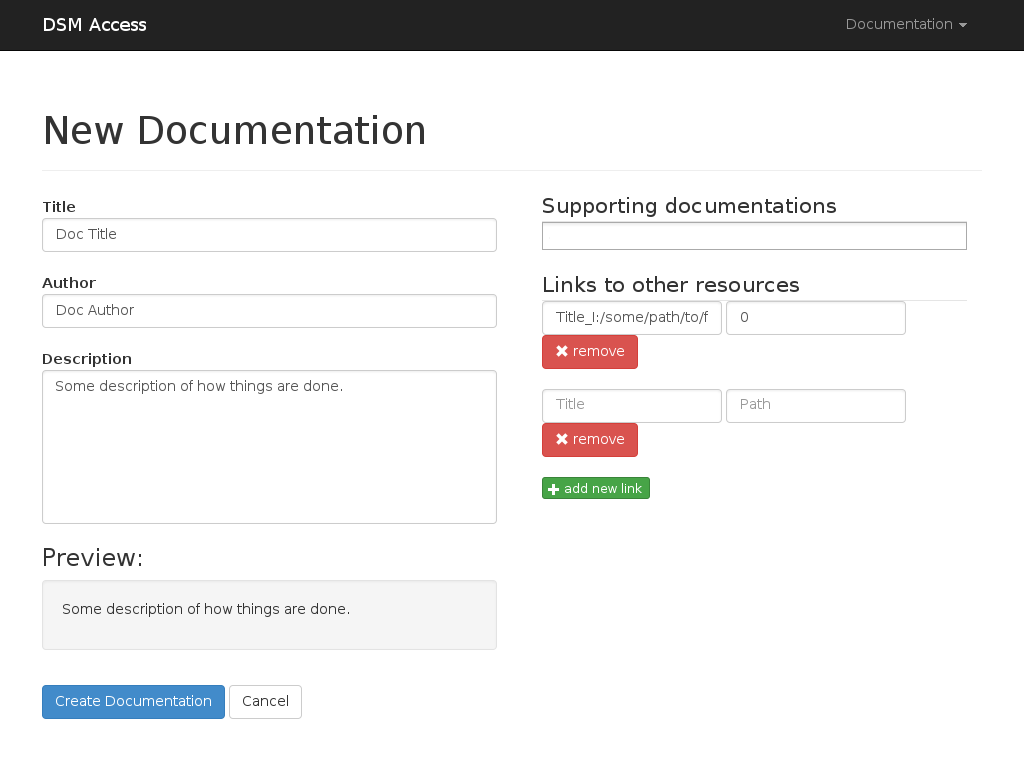 DSM Access
Documentation
New Documentation
Title
Doc Title
Author
Doc Author
Description
Some description of how things are done.
Preview:
Some description of how things are done.
Create Documentation
Cancel
Supporting documentations
Links to other resources
Title_I:/some/path/to/f
0
remove
Title
Path
remove
add new link